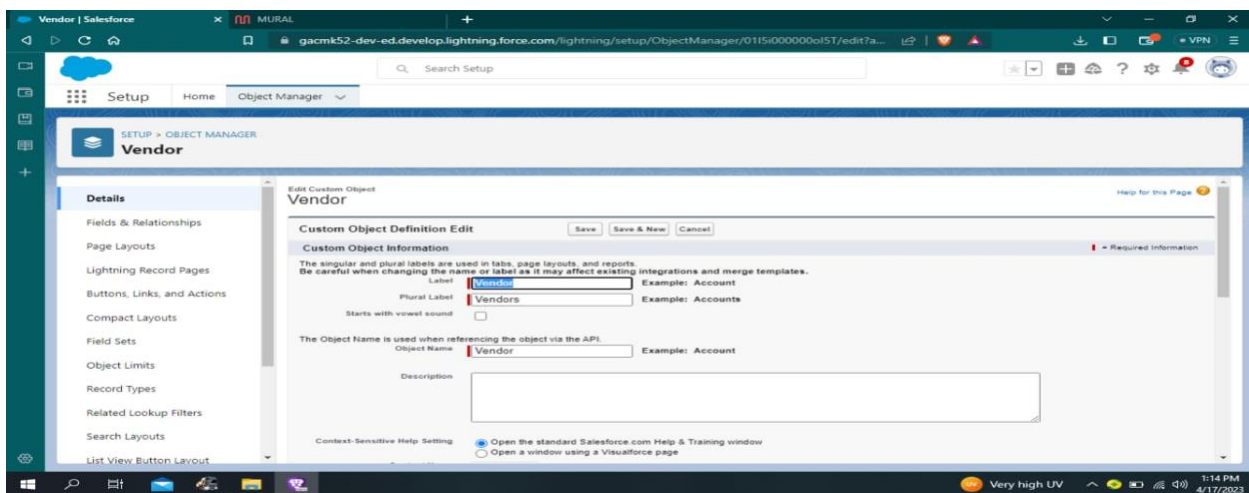 Vendor | Salesforce
MURAL
gacmk52-dev-ed.develop.lightning.force.com/lightning/setup/ObjectManager/01I5i000000oI5T/edit?a...
VPN
Search Setup
Setup
Home
Object Manager
SETUP > OBJECT MANAGER
Vendor
Details
Fields & Relationships
Page Layouts
Lightning Record Pages
Buttons, Links, and Actions
Compact Layouts
Field Sets
Object Limits
Record Types
Related Lookup Filters
Search Layouts
List View Button Layout
Edit Custom Object
Vendor
Help for this Page
Custom Object Definition Edit
Save
Save & New
Cancel
Custom Object Information
= Required Information
The singular and plural labels are used in tabs, page layouts, and reports.
Be careful when changing the name or label as it may affect existing integrations and merge templates.
Label Vendor Example: Account
Plural Label Vendors Example: Accounts
Starts with vowel sound
The Object Name is used when referencing the object via the API.
Object Name Vendor Example: Account
Description
Context-Sensitive Help Setting Open the standard Salesforce.com Help & Training window
Open a window using a Visualforce page
Very high UV
1:14 PM
4/17/2023